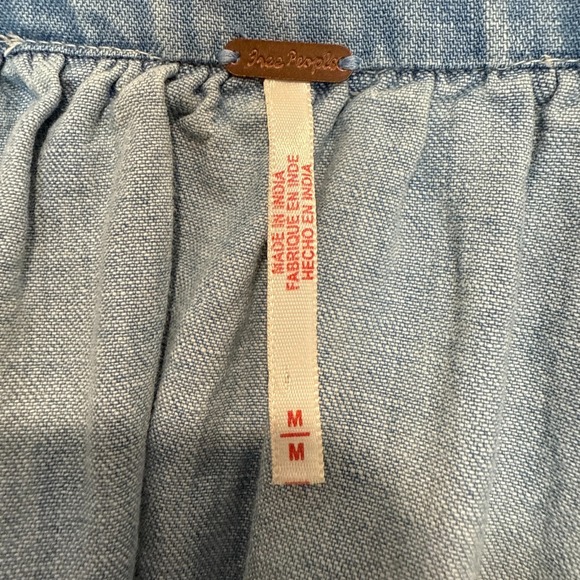 Free People
MADE IN INDIA
FABRIQUE EN INDE
HECHO EN INDIA
M
M